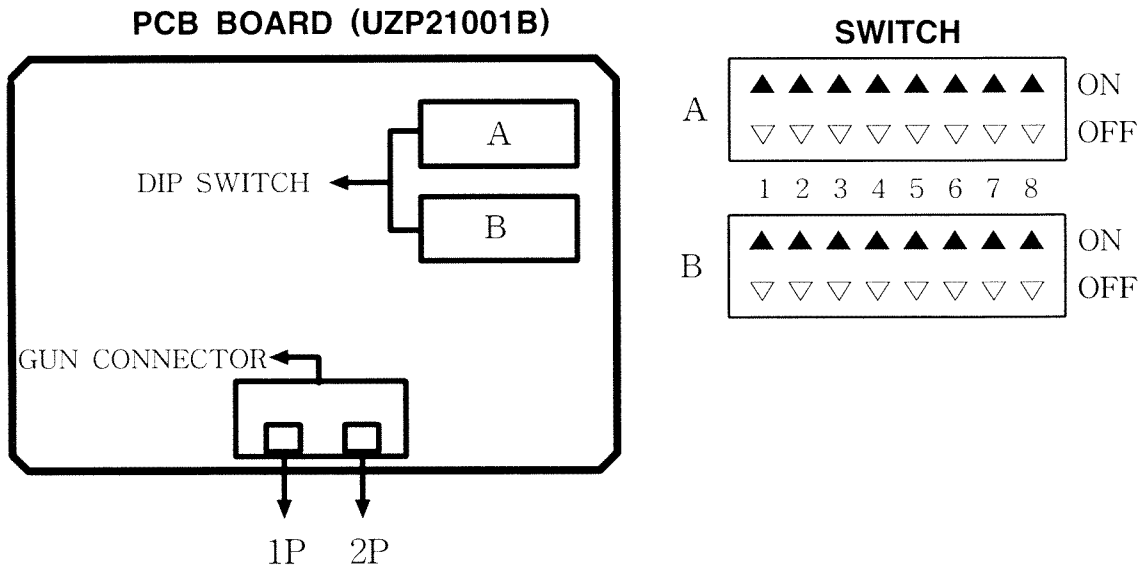 PCB BOARD (UZP21001B)
A
DIP SWITCH
B
GUN CONNECTOR
1P 2P
SWITCH
A
ON
OFF
1 2 3 4 5 6 7 8
B
ON
OFF